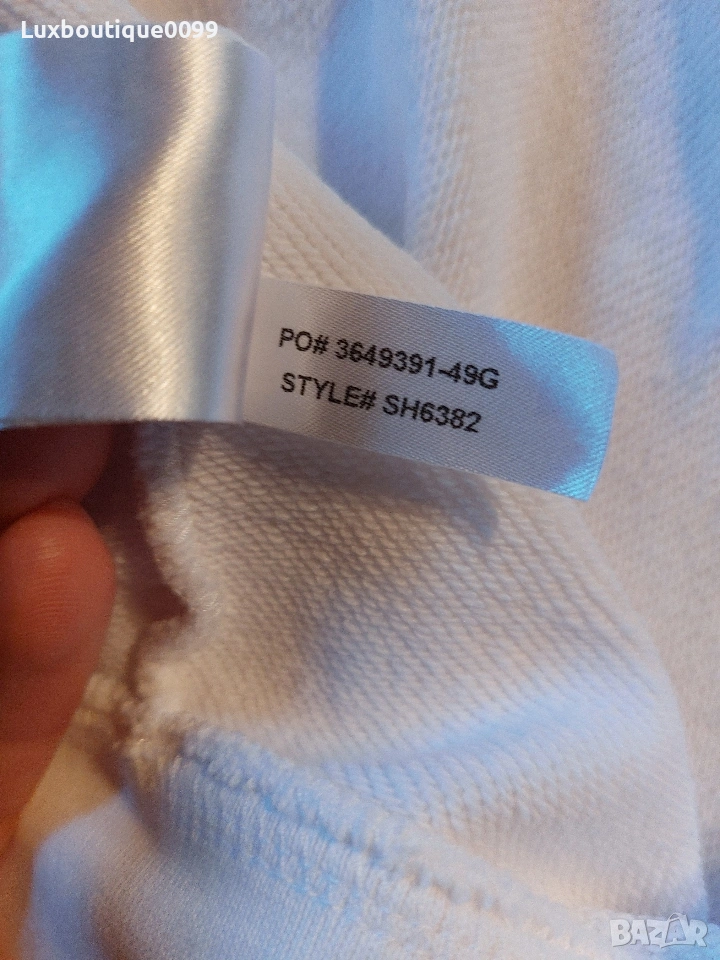 Luxboutique0099
PO# 3649391-49G
STYLE# SH6382
BAZAR